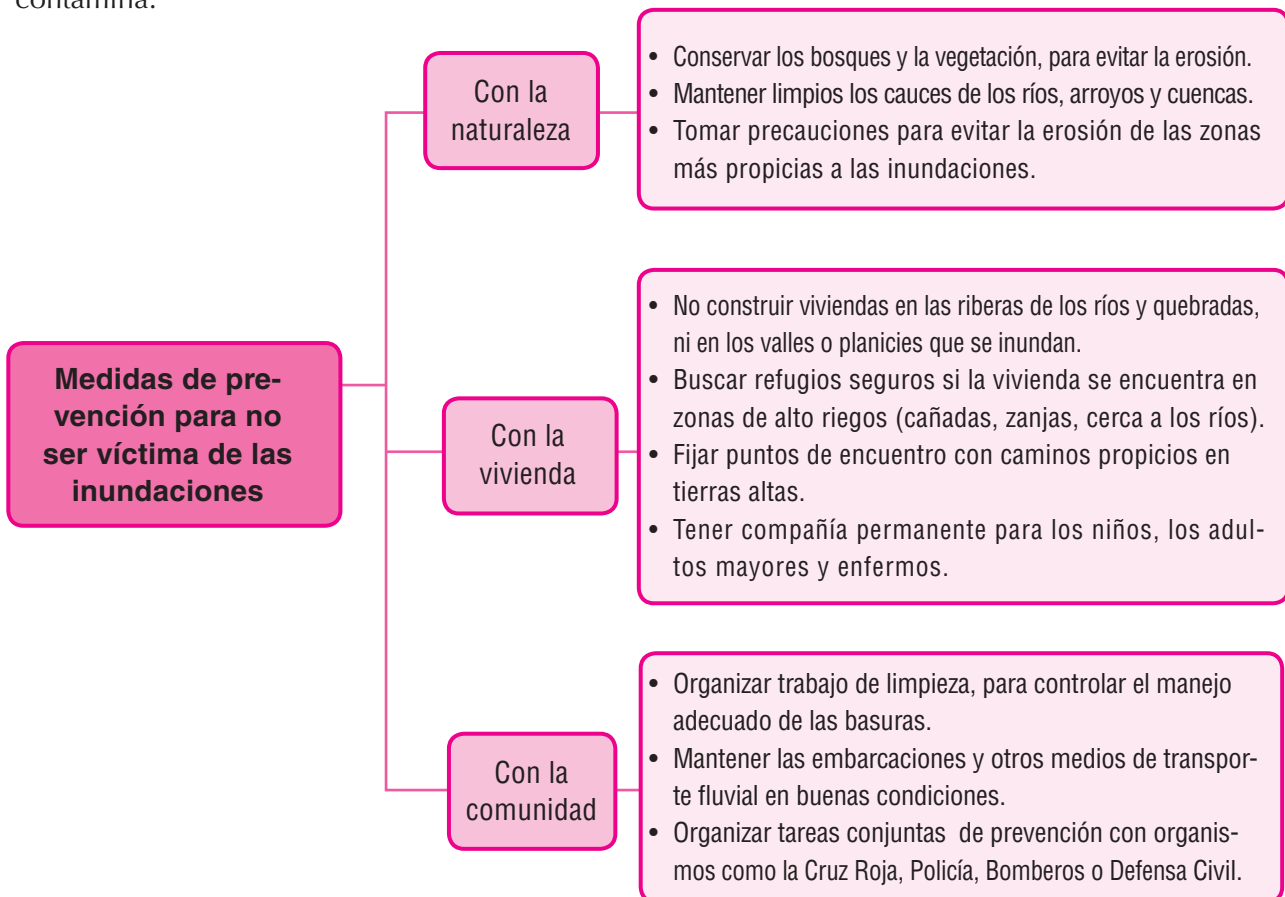 contamina.
Medidas de pre-
vención para no
ser víctima de las
inundaciones
Con la
naturaleza
• Conservar los bosques y la vegetación, para evitar la erosión.
• Mantener limpios los cauces de los ríos, arroyos y cuencas.
• Tomar precauciones para evitar la erosión de las zonas
más propicias a las inundaciones.
Con la
vivienda
• No construir viviendas en las riberas de los ríos y quebradas,
ni en los valles o planicies que se inundan.
• Buscar refugios seguros si la vivienda se encuentra en
zonas de alto riegos (cañadas, zanjas, cerca a los ríos).
• Fijar puntos de encuentro con caminos propicios en
tierras altas.
• Tener compañía permanente para los niños, los adul-
tos mayores y enfermos.
Con la
comunidad
• Organizar trabajo de limpieza, para controlar el manejo
adecuado de las basuras.
• Mantener las embarcaciones y otros medios de transpor-
te fluvial en buenas condiciones.
• Organizar tareas conjuntas de prevención con organis-
mos como la Cruz Roja, Policía, Bomberos o Defensa Civil.